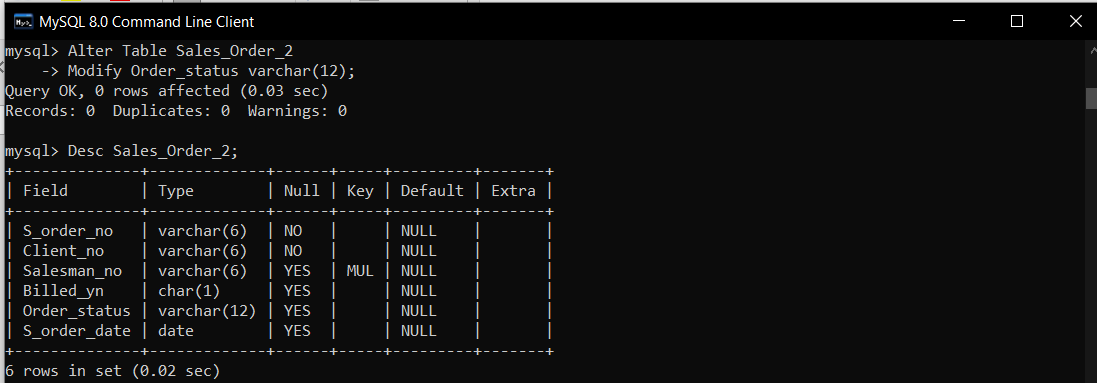 MySQL 8.0 Command Line Client
mysql> Alter Table Sales_Order_2
    -> Modify Order_status varchar(12);
Query OK, 0 rows affected (0.03 sec)
Records: 0  Duplicates: 0  Warnings: 0
mysql> Desc Sales_Order_2;
+--------------+-------------+------+-----+---------+-------+
| Field        | Type        | Null | Key | Default | Extra |
+--------------+-------------+------+-----+---------+-------+
| S_order_no   | varchar(6)  | NO   |     | NULL    |       |
| Client_no    | varchar(6)  | NO   |     | NULL    |       |
| Salesman_no  | varchar(6)  | YES  | MUL | NULL    |       |
| Billed_yn    | char(1)     | YES  |     | NULL    |       |
| Order_status | varchar(12) | YES  |     | NULL    |       |
| S_order_date | date        | YES  |     | NULL    |       |
+--------------+-------------+------+-----+---------+-------+
6 rows in set (0.02 sec)